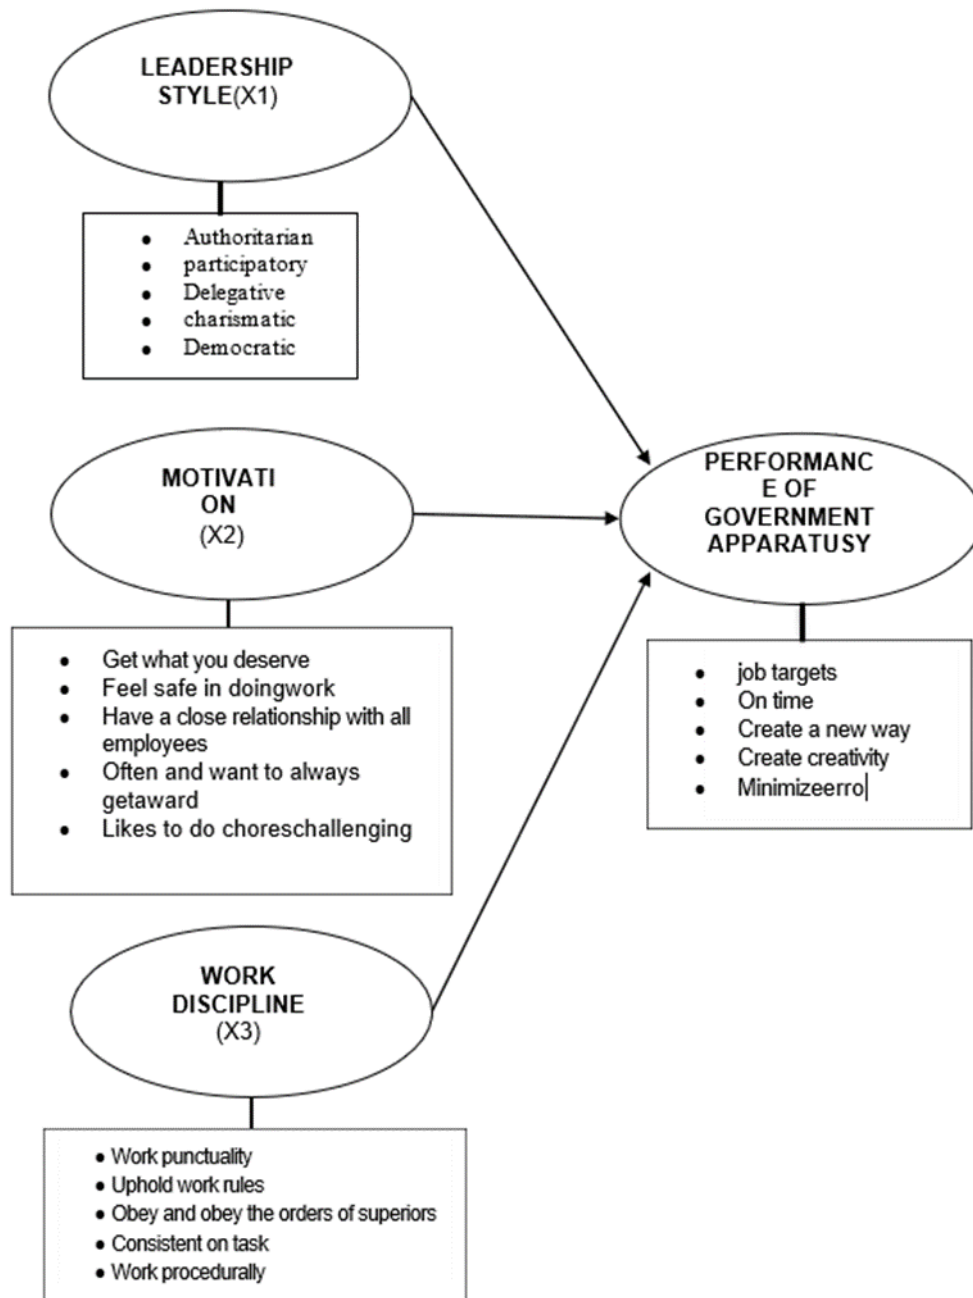 LEADERSHIP
STYLE(X1)
● Authoritarian
● participatory
● Delegative
● charismatic
● Democratic
MOTIVATI
ON
(X2)
● Get what you deserve
● Feel safe in doingwork
● Have a close relationship with all
employees
● Often and want to always
getaward
● Likes to do choreschallenging
PERFORMANC
E OF
GOVERNMENT
APPARATUSY
● job targets
● On time
● Create a new way
● Create creativity
● Minimizeerro
WORK
DISCIPLINE
(X3)
● Work punctuality
● Uphold work rules
● Obey and obey the orders of superiors
● Consistent on task
● Work procedurally